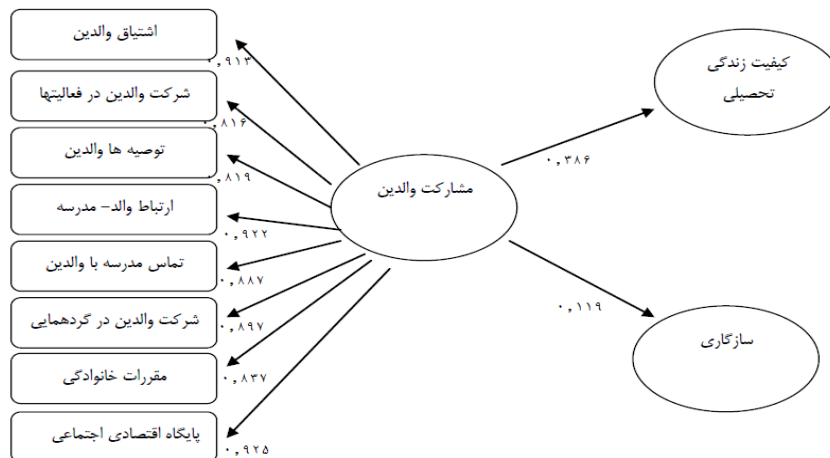 اشتیاق والدین
۰,۹۱۳
شرکت والدین در فعالیتها
۰,۸۱۶
توصیه ها والدین
۰,۸۱۹
ارتباط والد– مدرسه
۰,۹۲۲
تماس مدرسه با والدین
۰,۸۸۷
شرکت والدین در گردهمایی
۰,۸۹۷
مقررات خانوادگی
۰,۸۳۷
پایگاه اقتصادی اجتماعی
۰,۹۲۵
مشارکت والدین
کیفیت زندگی
تحصیلی
۰,۳۸۶
۰,۱۱۹
سازگاری